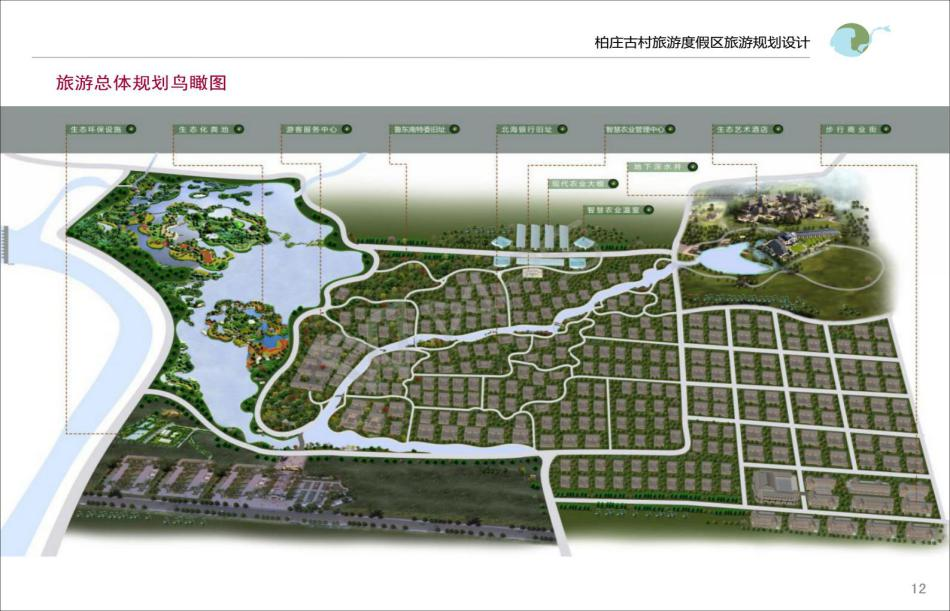 柏庄古村旅游度假区旅游规划设计
旅游总体规划鸟瞰图
生态环保设施
生态化粪池
游客服务中心
鲁东南特委旧址
北海银行旧址
智慧农业管理中心
生态艺术酒店
步行商业街
地下深水井
现代农业大棚
智慧农业温室
12